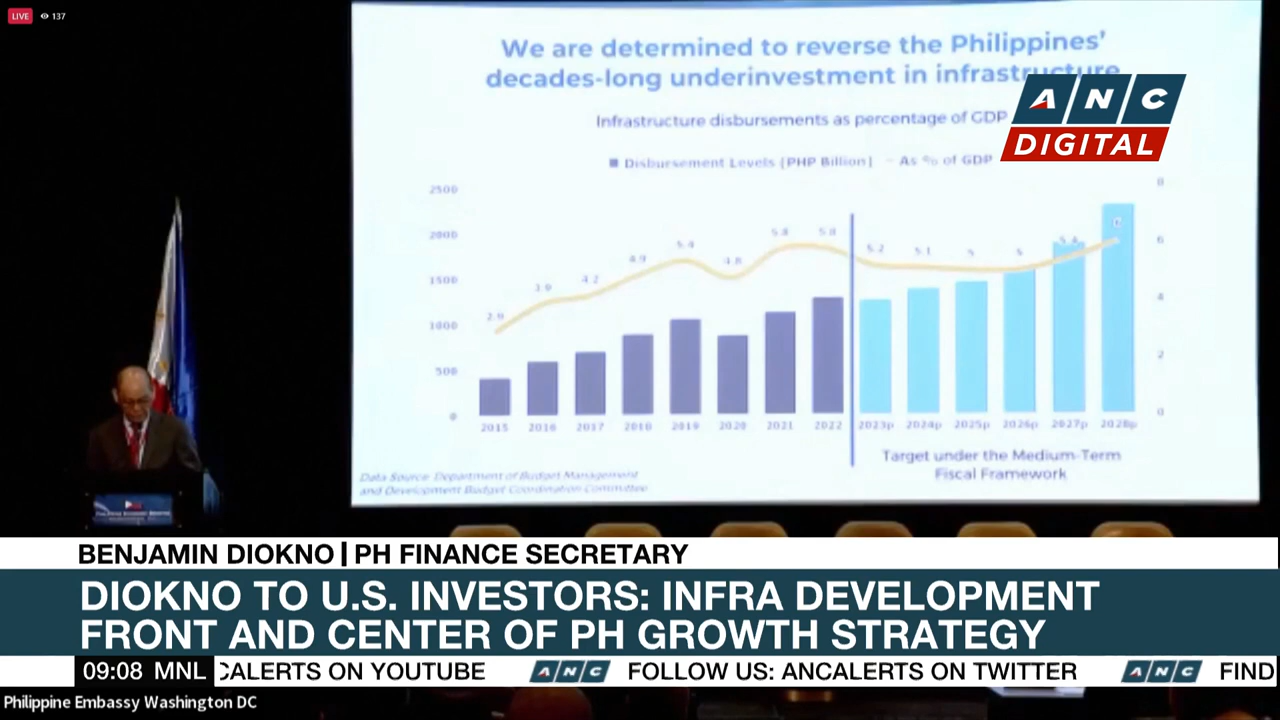 LIVE 137
We are determined to reverse the Philippines'
decades-long underinvestment in infrastructure
ANC
DIGITAL
Infrastructure disbursements as percentage of GDP
Disbursement Levels (PHP Billion) As % of GDP
2500
2000
1500
1000
500
0
8
6
4
2
0
2.9 3.9 4.2 4.9 5.4 4.8 5.8 5.8 5.2 5.1 5 5 5.4 6
2015 2016 2017 2018 2019 2020 2021 2022 2023p 2024p 2025p 2026p 2027p 2028p
Target under the Medium-Term
Fiscal Framework
Data Source: Department of Budget Management
and Development Budget Coordination Committee
BENJAMIN DIOKNO | PH FINANCE SECRETARY
DIOKNO TO U.S. INVESTORS: INFRA DEVELOPMENT
FRONT AND CENTER OF PH GROWTH STRATEGY
09:08 MNL CALERTS ON YOUTUBE ANC FOLLOW US: ANCALERTS ON TWITTER ANC FIND
Philippine Embassy Washington DC